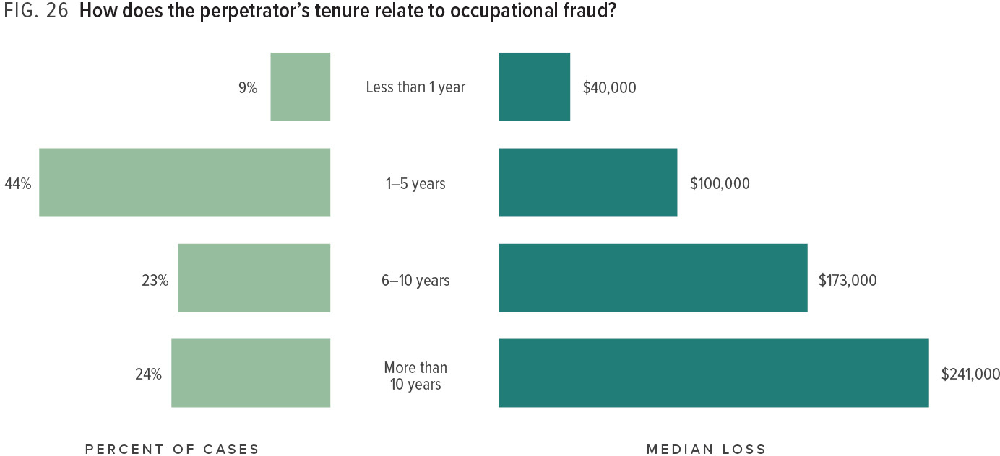 FIG. 26 How does the perpetrator’s tenure relate to occupational fraud?
9% Less than 1 year $40,000
44% 1–5 years $100,000
23% 6–10 years $173,000
24% More than
10 years $241,000
PERCENT OF CASES MEDIAN LOSS